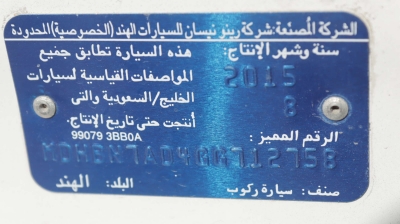 الشركة المصنعة: شركة رينو نيسان للسيارات الهند (الخصوصية) المحدودة
سنة وشهر الإنتاج: هذه السيارة تطابق جميع
2015 المواصفات القياسية لسيارات
8 الخليج/السعودية والتي
أنتجت حتى تاريخ الإنتاج.
الرقم المميز: 99079 3BB0A
صنف: سيارة ركوب البلد: الهند